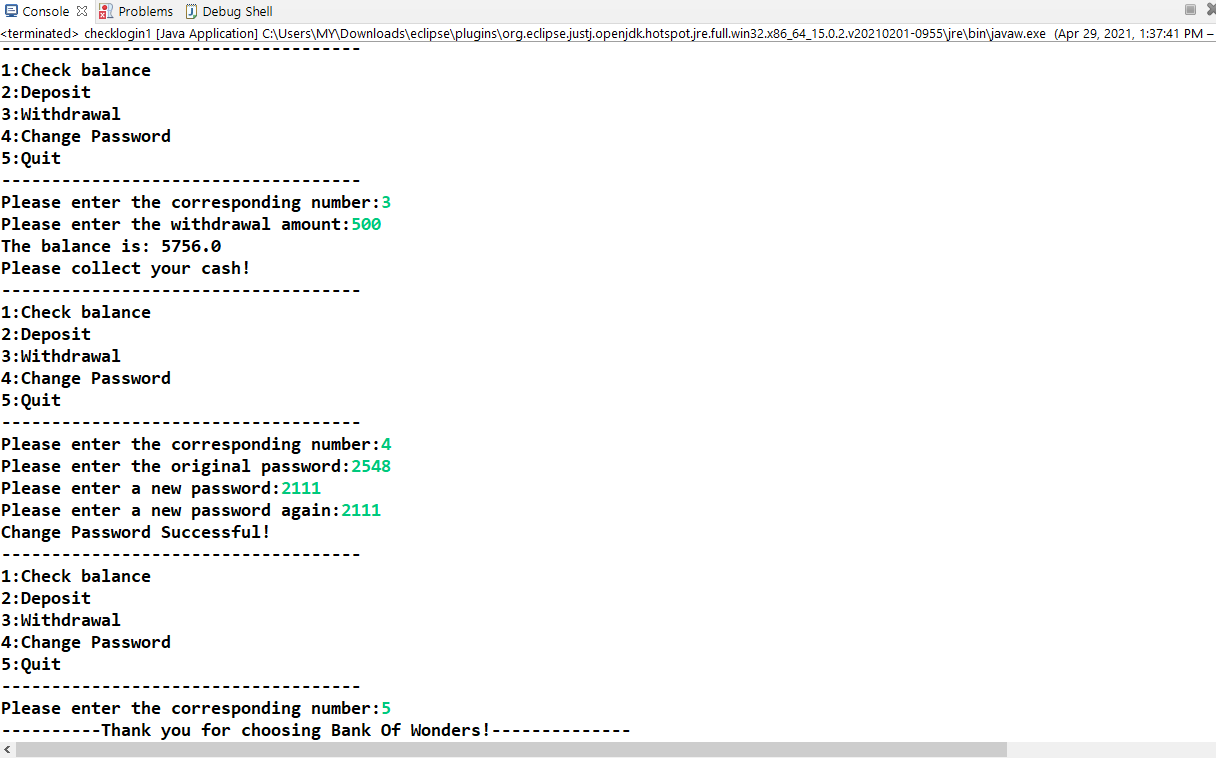 Console Problems Debug Shell
<terminated> checklogin1 [Java Application] C:\Users\MY\Downloads\eclipse\plugins\org.eclipse.justj.openjdk.hotspot.jre.full.win32.x86_64_15.0.2.v20210201-0955\jre\bin\javaw.exe (Apr 29, 2021, 1:37:41 PM –
------------------------------------
1:Check balance
2:Deposit
3:Withdrawal
4:Change Password
5:Quit
------------------------------------
Please enter the corresponding number:3
Please enter the withdrawal amount:500
The balance is: 5756.0
Please collect your cash!
------------------------------------
1:Check balance
2:Deposit
3:Withdrawal
4:Change Password
5:Quit
------------------------------------
Please enter the corresponding number:4
Please enter the original password:2548
Please enter a new password:2111
Please enter a new password again:2111
Change Password Successful!
------------------------------------
1:Check balance
2:Deposit
3:Withdrawal
4:Change Password
5:Quit
------------------------------------
Please enter the corresponding number:5
----------Thank you for choosing Bank Of Wonders!--------------